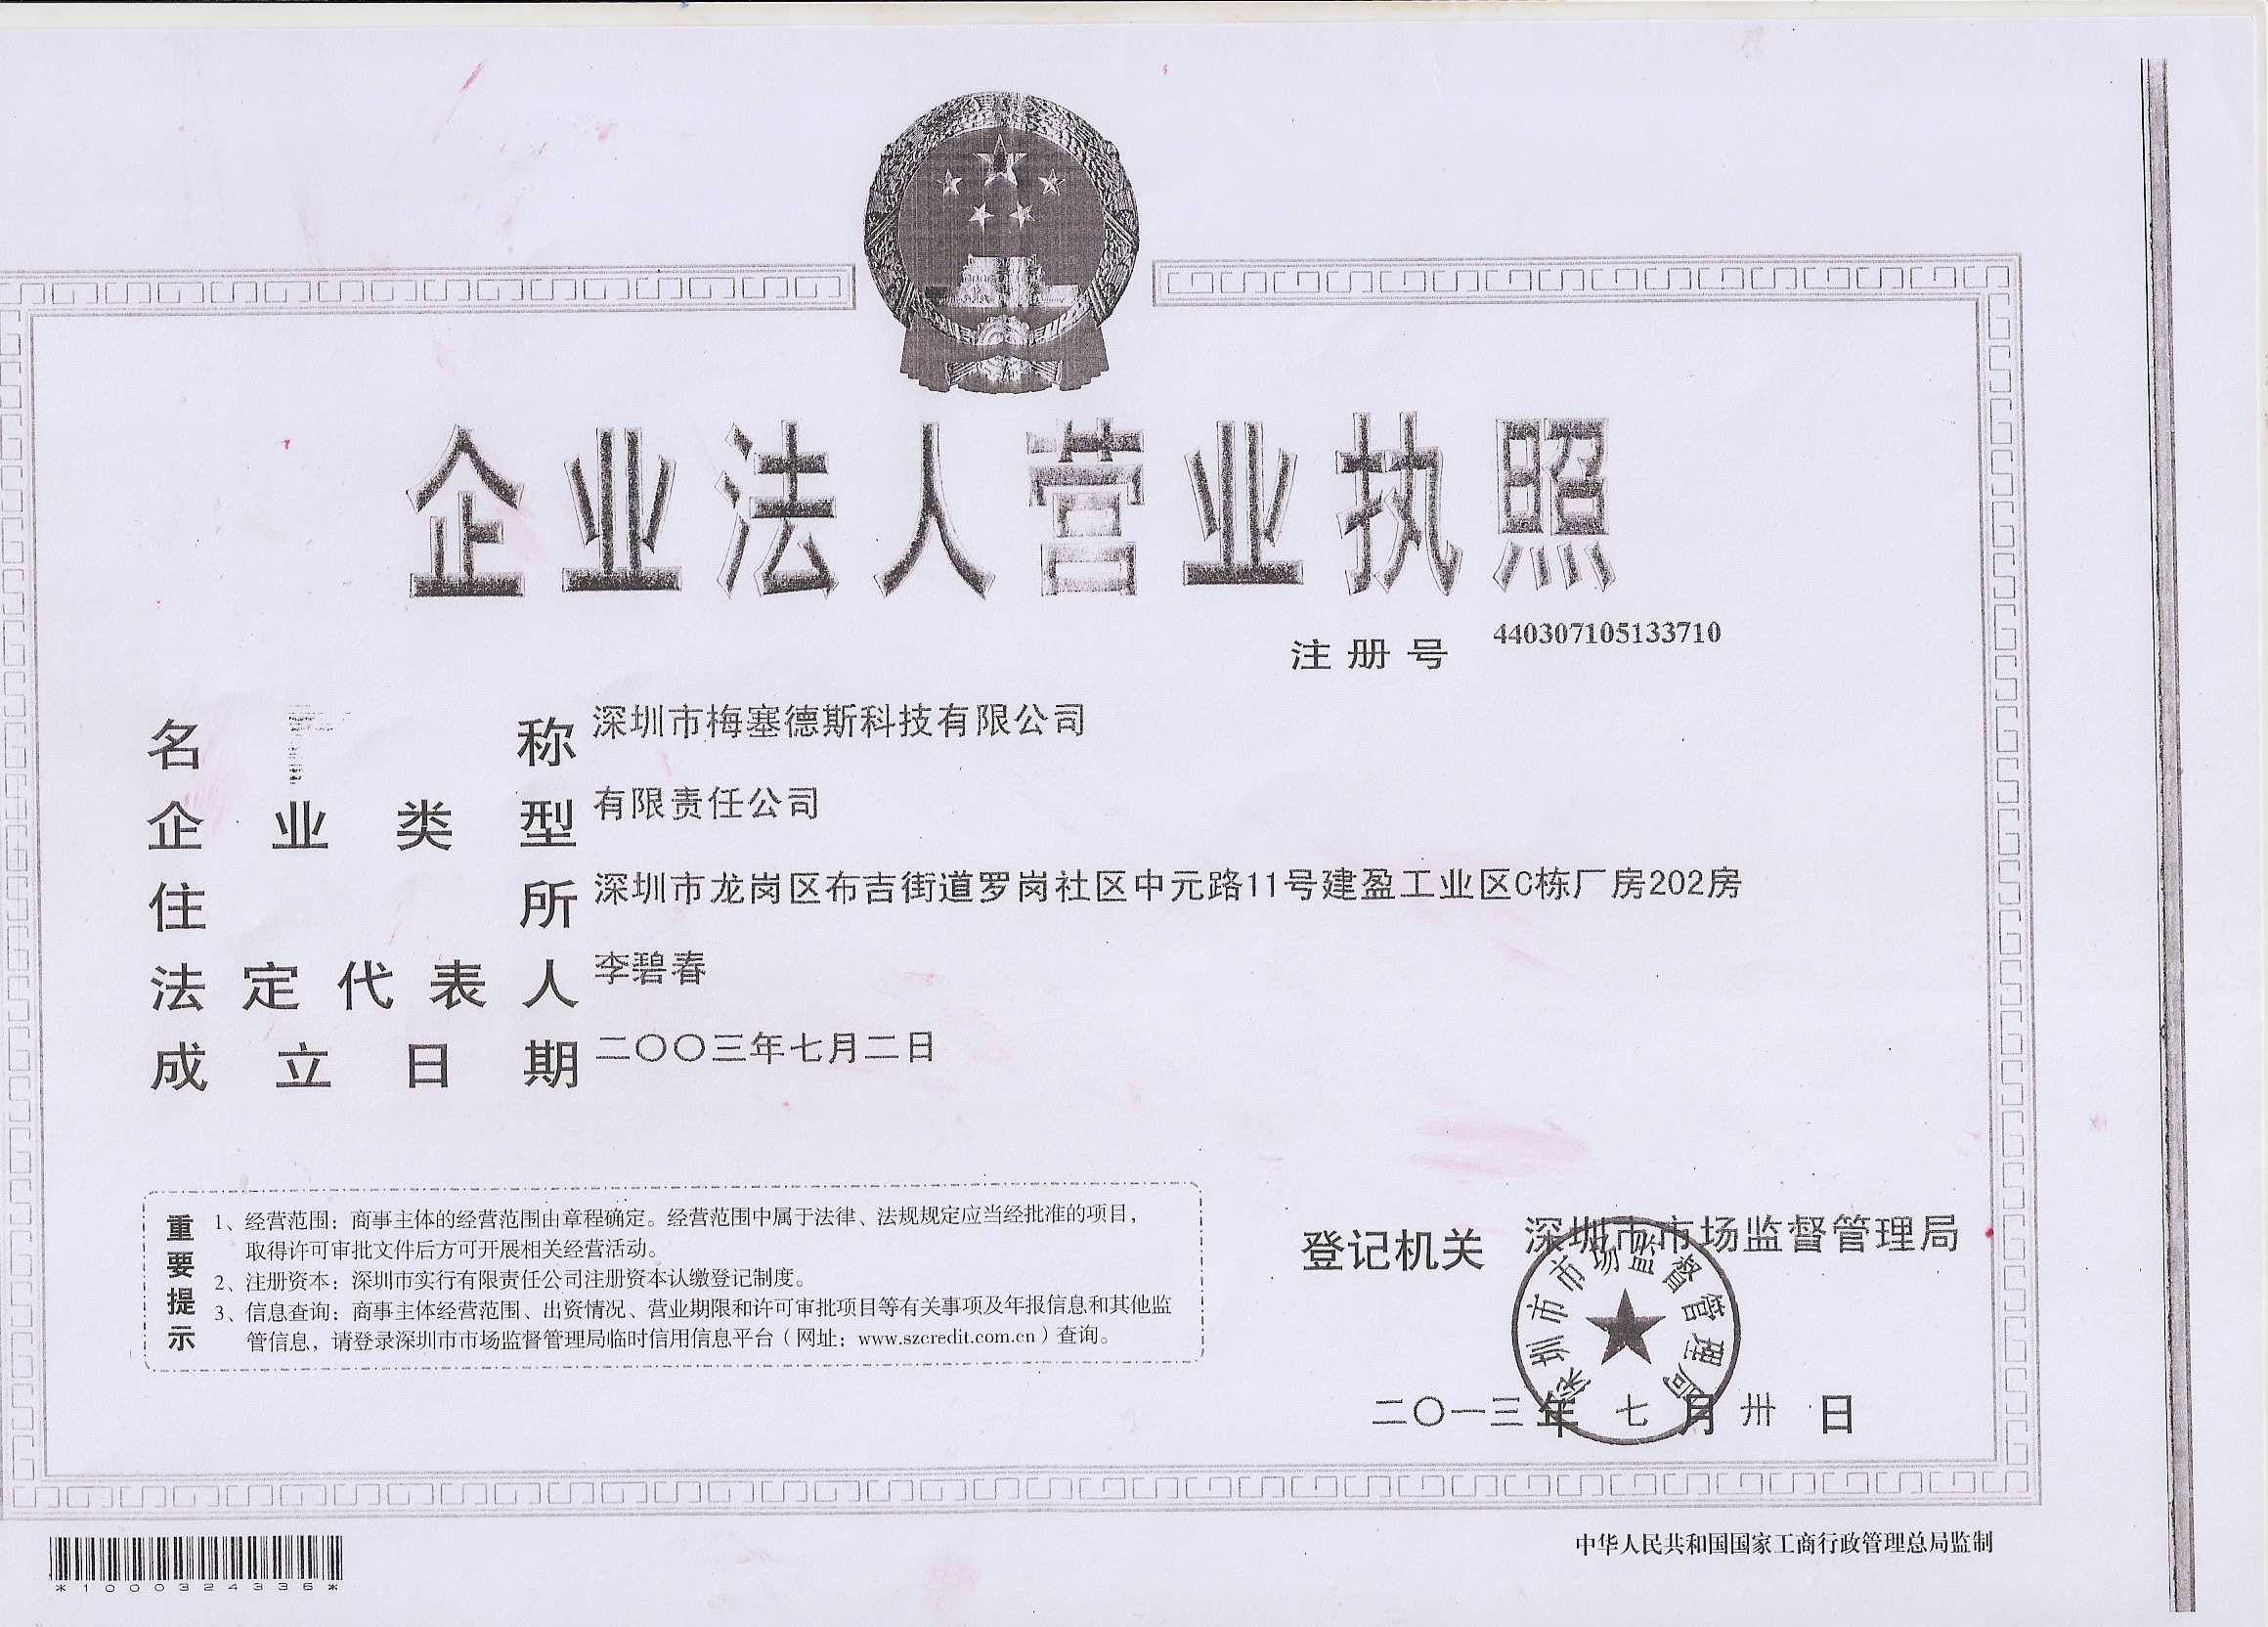 企业法人营业执照
注册号 440307105133710
名称 深圳市梅塞德斯科技有限公司
企业类型 有限责任公司
住所 深圳市龙岗区布吉街道罗岗社区中元路11号建盈工业区C栋厂房202房
法定代表人 李碧春
成立日期 二〇〇三年七月二日
重要提示
1、经营范围：商事主体的经营范围由章程确定。经营范围中属于法律、法规规定应当经批准的项目，
取得许可审批文件后方可开展相关经营活动。
2、注册资本：深圳市实行有限责任公司注册资本认缴登记制度。
3、信息查询：商事主体经营范围、出资情况、营业期限和许可审批项目等有关事项及年报信息和其他监
管信息，请登录深圳市市场监督管理局临时信用信息平台（网址：www.szcredit.com.cn）查询。
登记机关 深圳市市场监督管理局
深圳市市场监督管理局
二〇一三年七月卅日
*1000324336*
中华人民共和国国家工商行政管理总局监制